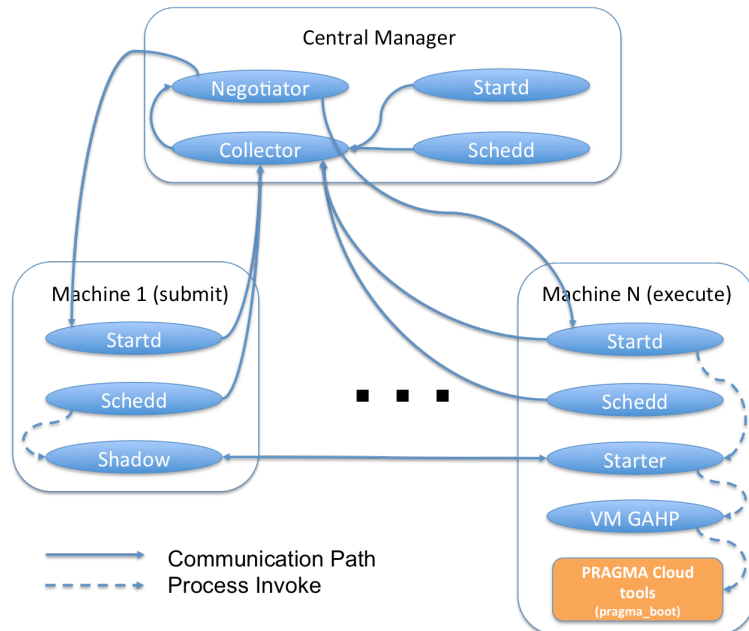 Central Manager
Negotiator
Startd
Collector
Schedd
Machine 1 (submit)
Startd
Schedd
Shadow
Machine N (execute)
Startd
Schedd
Starter
VM GAHP
PRAGMA Cloud
tools
(pragma_boot)
Communication Path
Process Invoke